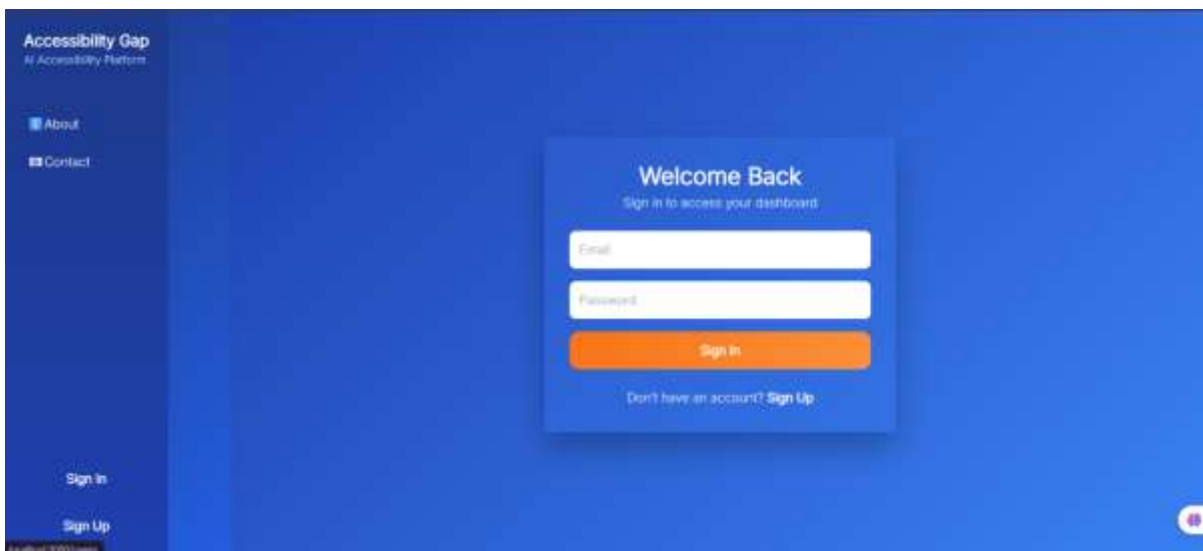 Accessibility Gap
AI Accessibility Platform
About
Contact
Welcome Back
Sign in to access your dashboard
Email
Password
Sign In
Don't have an account? Sign Up
Sign In
Sign Up